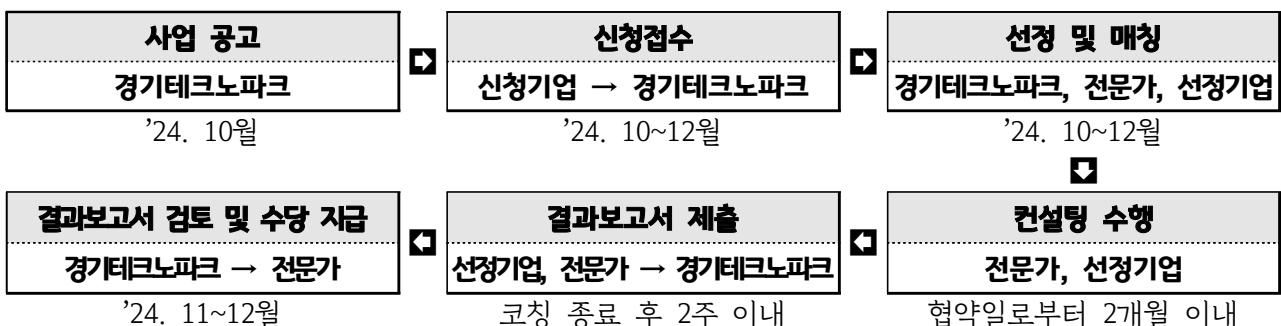 사업 공고
경기테크노파크
’24. 10월
신청접수
신청기업 → 경기테크노파크
’24. 10~12월
선정 및 매칭
경기테크노파크, 전문가, 선정기업
’24. 10~12월
컨설팅 수행
전문가, 선정기업
협약일로부터 2개월 이내
결과보고서 제출
선정기업, 전문가 → 경기테크노파크
코칭 종료 후 2주 이내
결과보고서 검토 및 수당 지급
경기테크노파크 → 전문가
’24. 11~12월